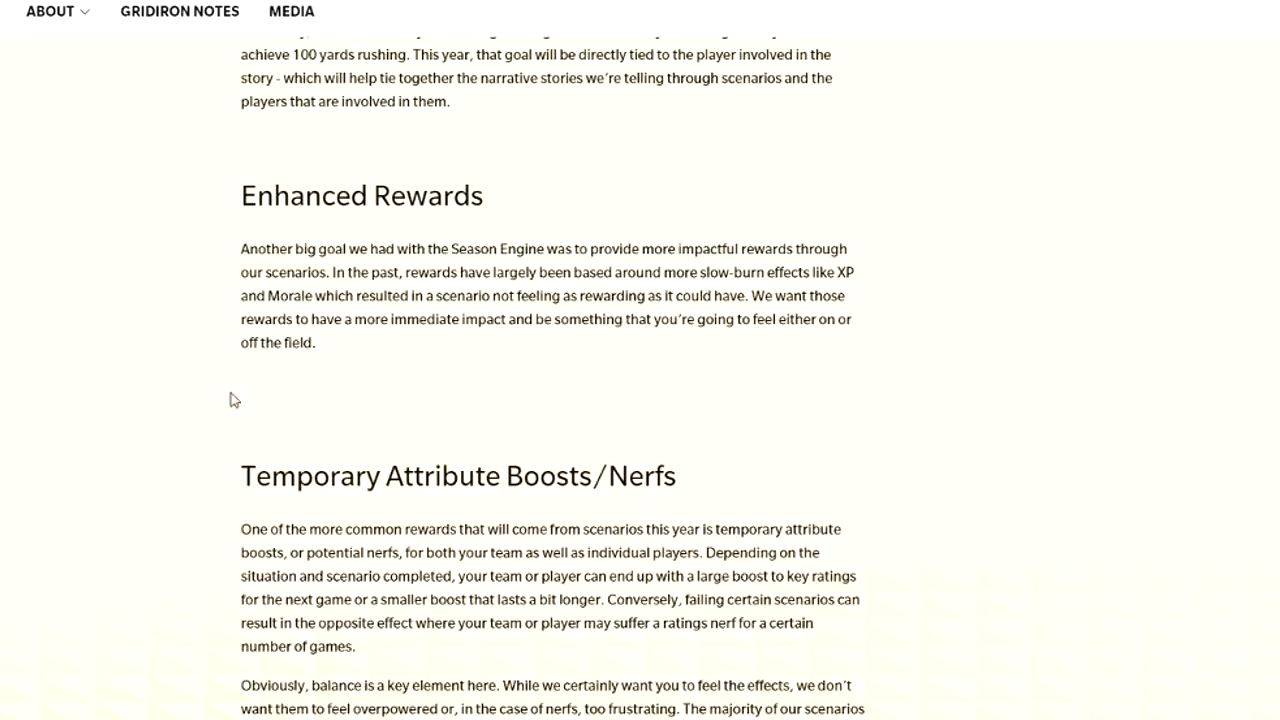 ABOUT GRIDIRON NOTES MEDIA
achieve 100 yards rushing. This year, that goal will be directly tied to the player involved in the
story - which will help tie together the narrative stories we're telling through scenarios and the
players that are involved in them.
Enhanced Rewards
Another big goal we had with the Season Engine was to provide more impactful rewards through
our scenarios. In the past, rewards have largely been based around more slow-burn effects like XP
and Morale which resulted in a scenario not feeling as rewarding as it could have. We want those
rewards to have a more immediate impact and be something that you're going to feel either on or
off the field.
Temporary Attribute Boosts/Nerfs
One of the more common rewards that will come from scenarios this year is temporary attribute
boosts, or potential nerfs, for both your team as well as individual players. Depending on the
situation and scenario completed, your team or player can end up with a large boost to key ratings
for the next game or a smaller boost that lasts a bit longer. Conversely, failing certain scenarios can
result in the opposite effect where your team or player may suffer a ratings nerf for a certain
number of games.
Obviously, balance is a key element here. While we certainly want you to feel the effects, we don't
want them to feel overpowered or, in the case of nerfs, too frustrating. The majority of our scenarios